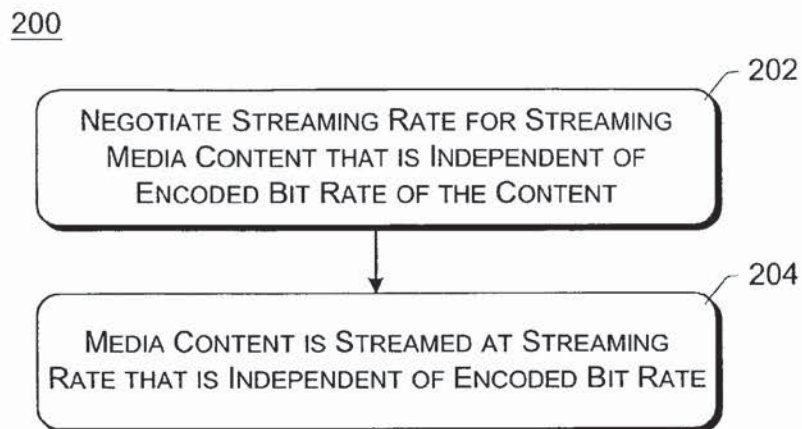 200
202
NEGOTIATE STREAMING RATE FOR STREAMING
MEDIA CONTENT THAT IS INDEPENDENT OF
ENCODED BIT RATE OF THE CONTENT
204
MEDIA CONTENT IS STREAMED AT STREAMING
RATE THAT IS INDEPENDENT OF ENCODED BIT RATE